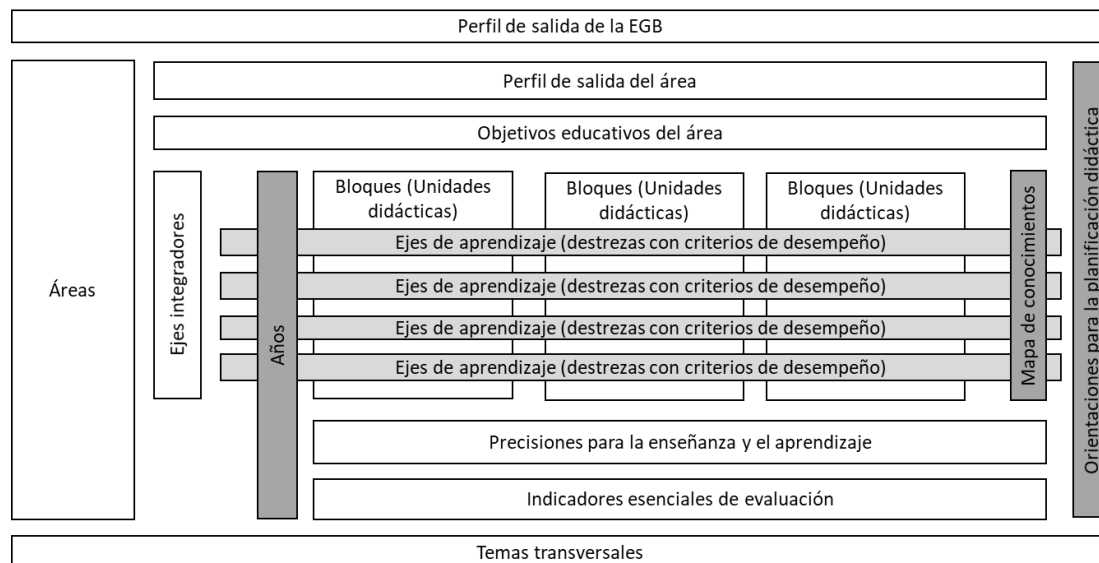 Perfil de salida de la EGB
Áreas
Perfil de salida del área
Objetivos educativos del área
Ejes integradores
Años
Bloques (Unidades
didácticas)
Bloques (Unidades
didácticas)
Bloques (Unidades
didácticas)
Ejes de aprendizaje (destrezas con criterios de desempeño)
Ejes de aprendizaje (destrezas con criterios de desempeño)
Ejes de aprendizaje (destrezas con criterios de desempeño)
Ejes de aprendizaje (destrezas con criterios de desempeño)
Mapa de conocimientos
Orientaciones para la planificación didáctica
Precisiones para la enseñanza y el aprendizaje
Indicadores esenciales de evaluación
Temas transversales